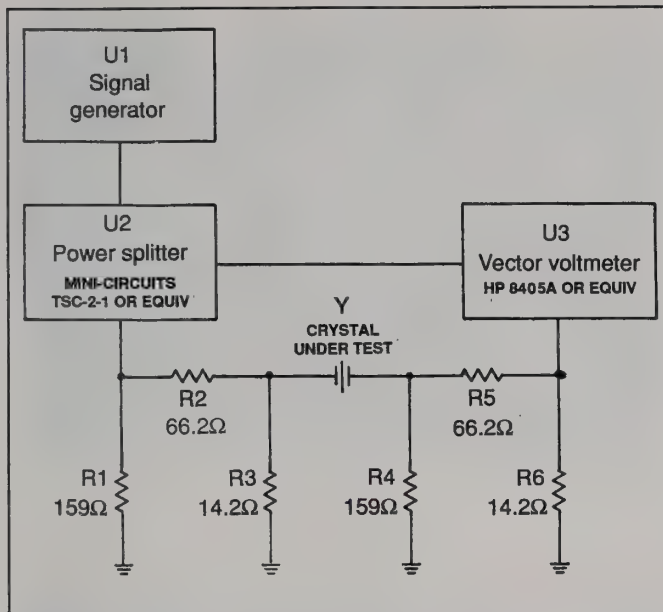 U1
Signal
generator
U2
Power splitter
MINI-CIRCUITS
TSC-2-1 OR EQUIV
U3
Vector voltmeter
HP 8405A OR EQUIV
Y
CRYSTAL
UNDER TEST
R2
66.2Ω
R5
66.2Ω
R1
159Ω
R3
14.2Ω
R4
159Ω
R6
14.2Ω